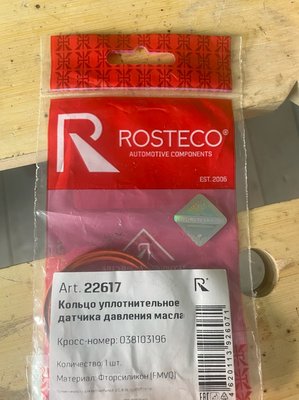 ROSTECO®
AUTOMOTIVE COMPONENTS
EST. 2006
Art. 22617
R
Кольцо уплотнительное
датчика давления масла
Кросс-номер: 038103196
Количество: 1 шт.
Материал: Фторсиликон (FMVQ)
4620113926071